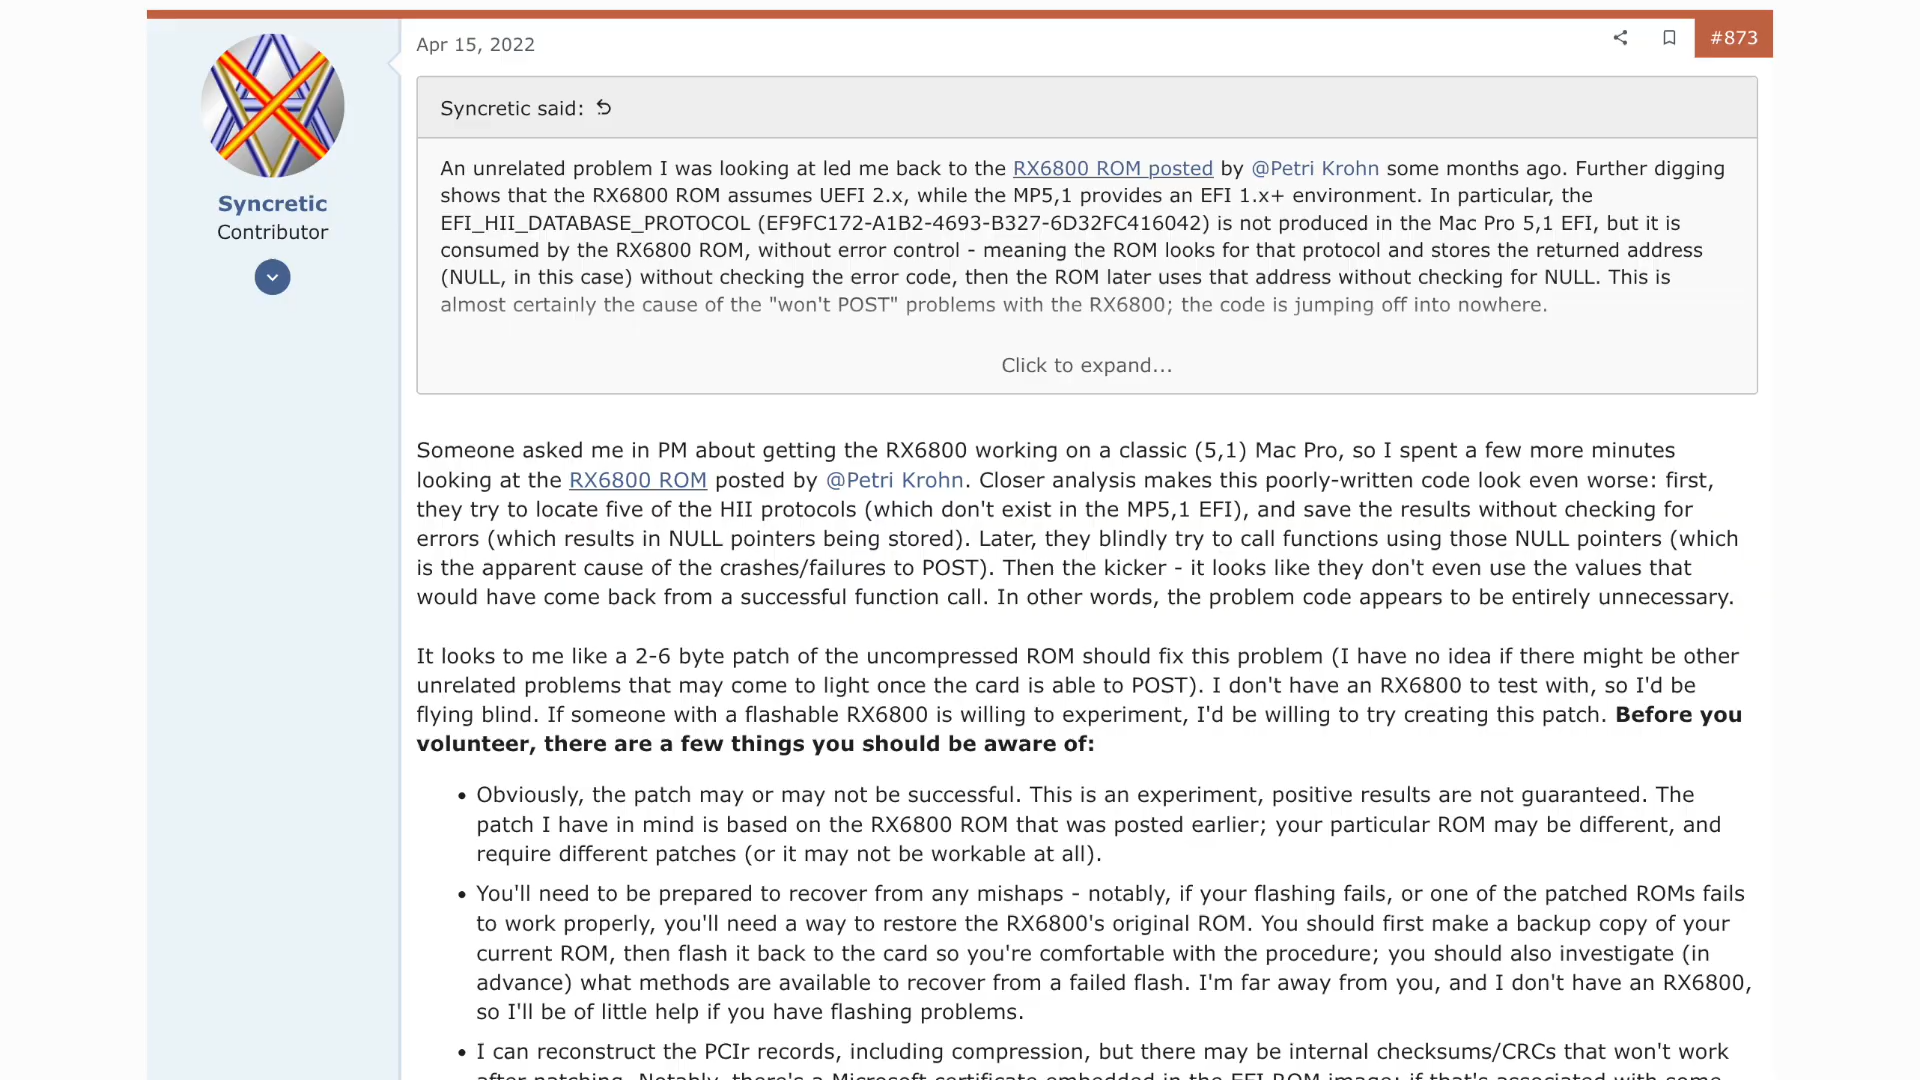 Apr 15, 2022
#873
Syncretic
Contributor
Syncretic said:
An unrelated problem I was looking at led me back to the RX6800 ROM posted by @Petri Krohn some months ago. Further digging
shows that the RX6800 ROM assumes UEFI 2.x, while the MP5,1 provides an EFI 1.x+ environment. In particular, the
EFI_HII_DATABASE_PROTOCOL (EF9FC172-A1B2-4693-B327-6D32FC416042) is not produced in the Mac Pro 5,1 EFI, but it is
consumed by the RX6800 ROM, without error control - meaning the ROM looks for that protocol and stores the returned address
(NULL, in this case) without checking the error code, then the ROM later uses that address without checking for NULL. This is
almost certainly the cause of the "won't POST" problems with the RX6800; the code is jumping off into nowhere.
Click to expand...
Someone asked me in PM about getting the RX6800 working on a classic (5,1) Mac Pro, so I spent a few more minutes
looking at the RX6800 ROM posted by @Petri Krohn. Closer analysis makes this poorly-written code look even worse: first,
they try to locate five of the HII protocols (which don't exist in the MP5,1 EFI), and save the results without checking for
errors (which results in NULL pointers being stored). Later, they blindly try to call functions using those NULL pointers (which
is the apparent cause of the crashes/failures to POST). Then the kicker - it looks like they don't even use the values that
would have come back from a successful function call. In other words, the problem code appears to be entirely unnecessary.
It looks to me like a 2-6 byte patch of the uncompressed ROM should fix this problem (I have no idea if there might be other
unrelated problems that may come to light once the card is able to POST). I don't have an RX6800 to test with, so I'd be
flying blind. If someone with a flashable RX6800 is willing to experiment, I'd be willing to try creating this patch. Before you
volunteer, there are a few things you should be aware of:
• Obviously, the patch may or may not be successful. This is an experiment, positive results are not guaranteed. The
patch I have in mind is based on the RX6800 ROM that was posted earlier; your particular ROM may be different, and
require different patches (or it may not be workable at all).
• You'll need to be prepared to recover from any mishaps - notably, if your flashing fails, or one of the patched ROMs fails
to work properly, you'll need a way to restore the RX6800's original ROM. You should first make a backup copy of your
current ROM, then flash it back to the card so you're comfortable with the procedure; you should also investigate (in
advance) what methods are available to recover from a failed flash. I'm far away from you, and I don't have an RX6800,
so I'll be of little help if you have flashing problems.
• I can reconstruct the PCIr records, including compression, but there may be internal checksums/CRCs that won't work
after patching. Notably, there's a Microsoft certificate embedded in the EFI ROM image; if that's associated with some